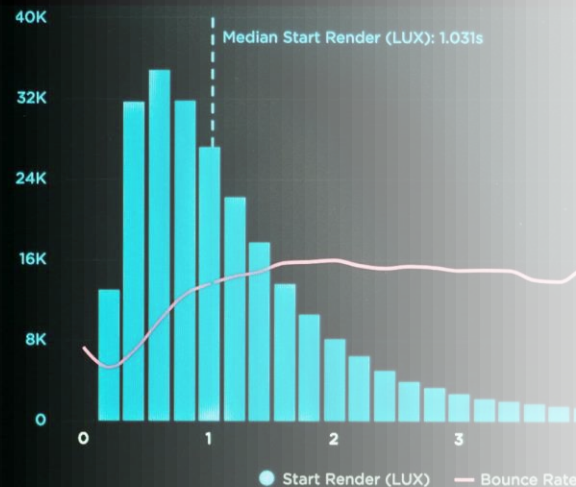 40K
Median Start Render (LUX): 1.031s
32K
24K
16K
8K
0
0 1 2 3
Start Render (LUX) Bounce Rate